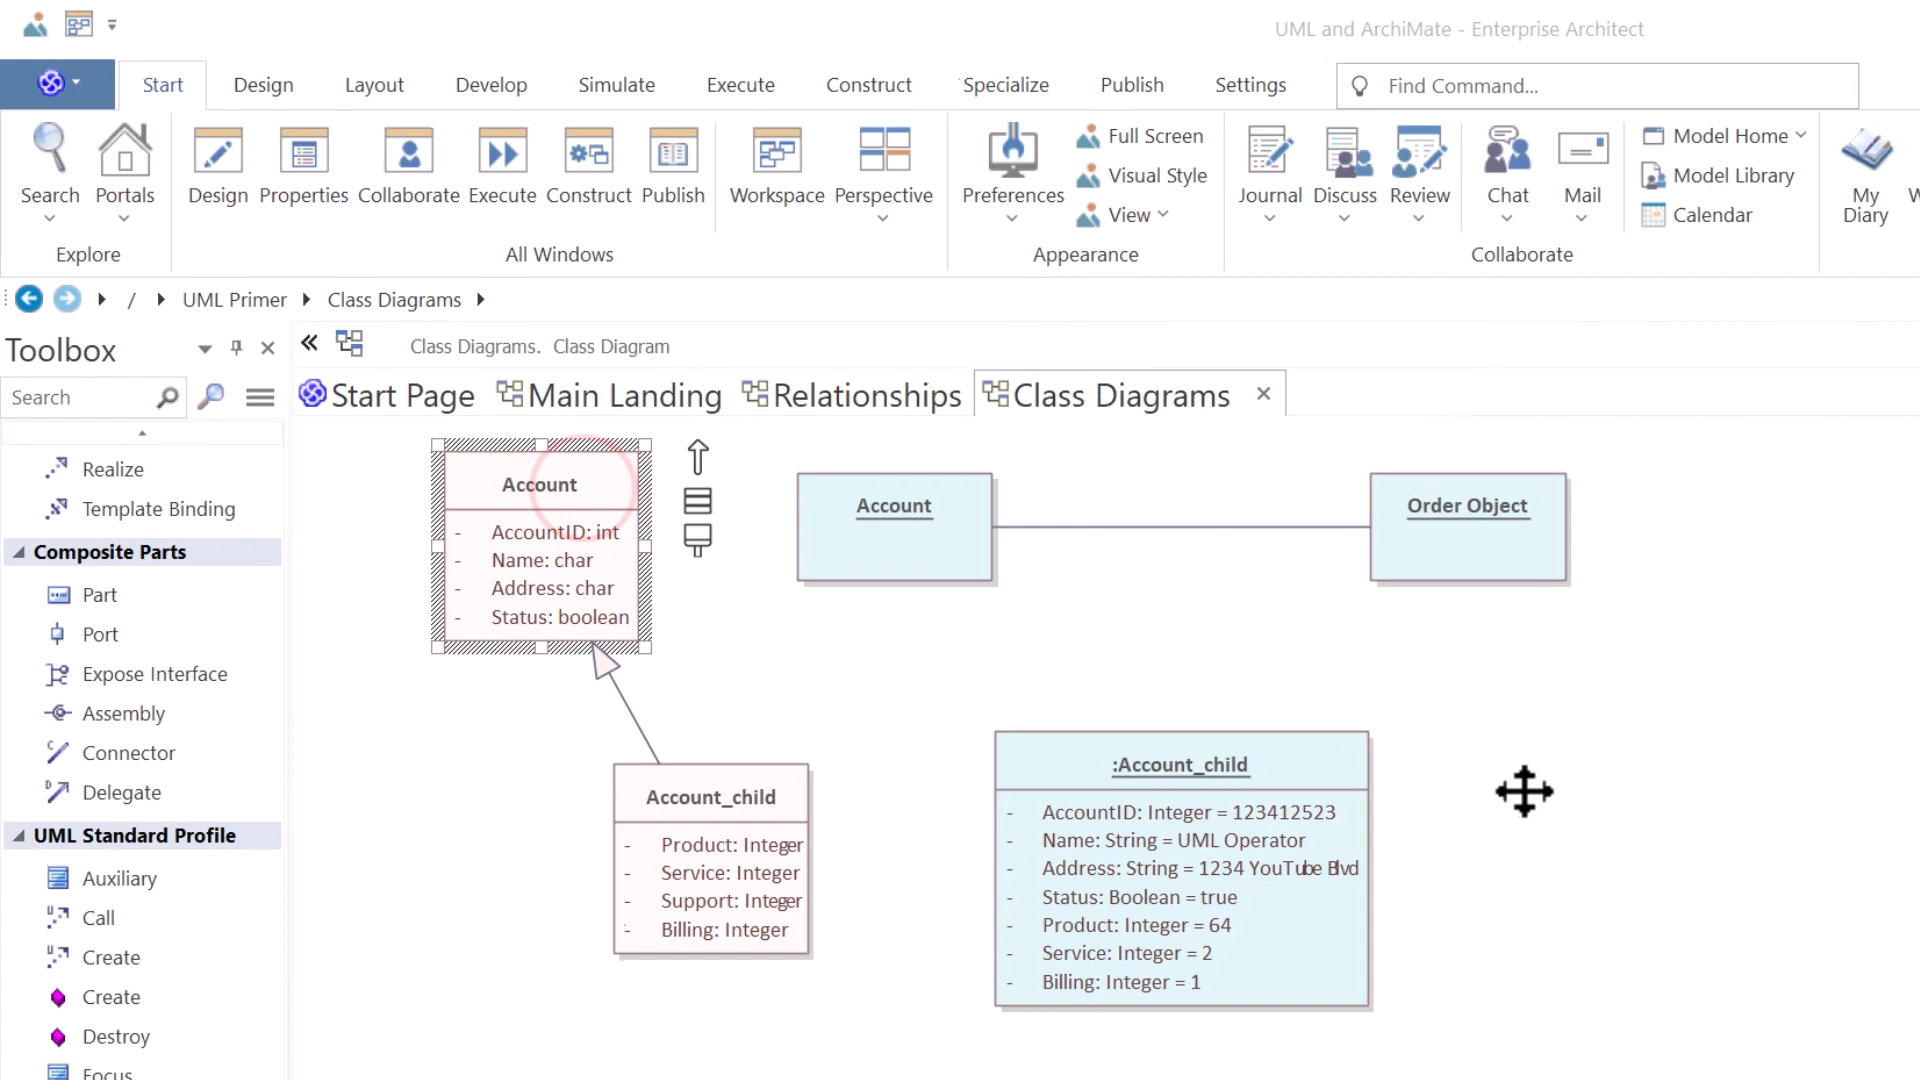 UML and ArchiMate - Enterprise Architect
Start
Design
Layout
Develop
Simulate
Execute
Construct
Specialize
Publish
Settings
Find Command...
Search
Portals
Design
Properties
Collaborate
Execute
Construct
Publish
Workspace
Perspective
Preferences
Full Screen
Visual Style
View
Journal
Discuss
Review
Chat
Mail
Model Home
Model Library
Calendar
My
Diary
Explore
All Windows
Appearance
Collaborate
/ UML Primer Class Diagrams
Toolbox
Search
Realize
Template Binding
Composite Parts
Part
Port
Expose Interface
Assembly
Connector
Delegate
UML Standard Profile
Auxiliary
Call
Create
Create
Destroy
Focus
Class Diagrams. Class Diagram
Start Page
Main Landing
Relationships
Class Diagrams
Account
- AccountID: int
- Name: char
- Address: char
- Status: boolean
Account
Order Object
Account_child
- Product: Integer
- Service: Integer
- Support: Integer
- Billing: Integer
:Account_child
- AccountID: Integer = 123412523
- Name: String = UML Operator
- Address: String = 1234 YouTube Blvd
- Status: Boolean = true
- Product: Integer = 64
- Service: Integer = 2
- Billing: Integer = 1